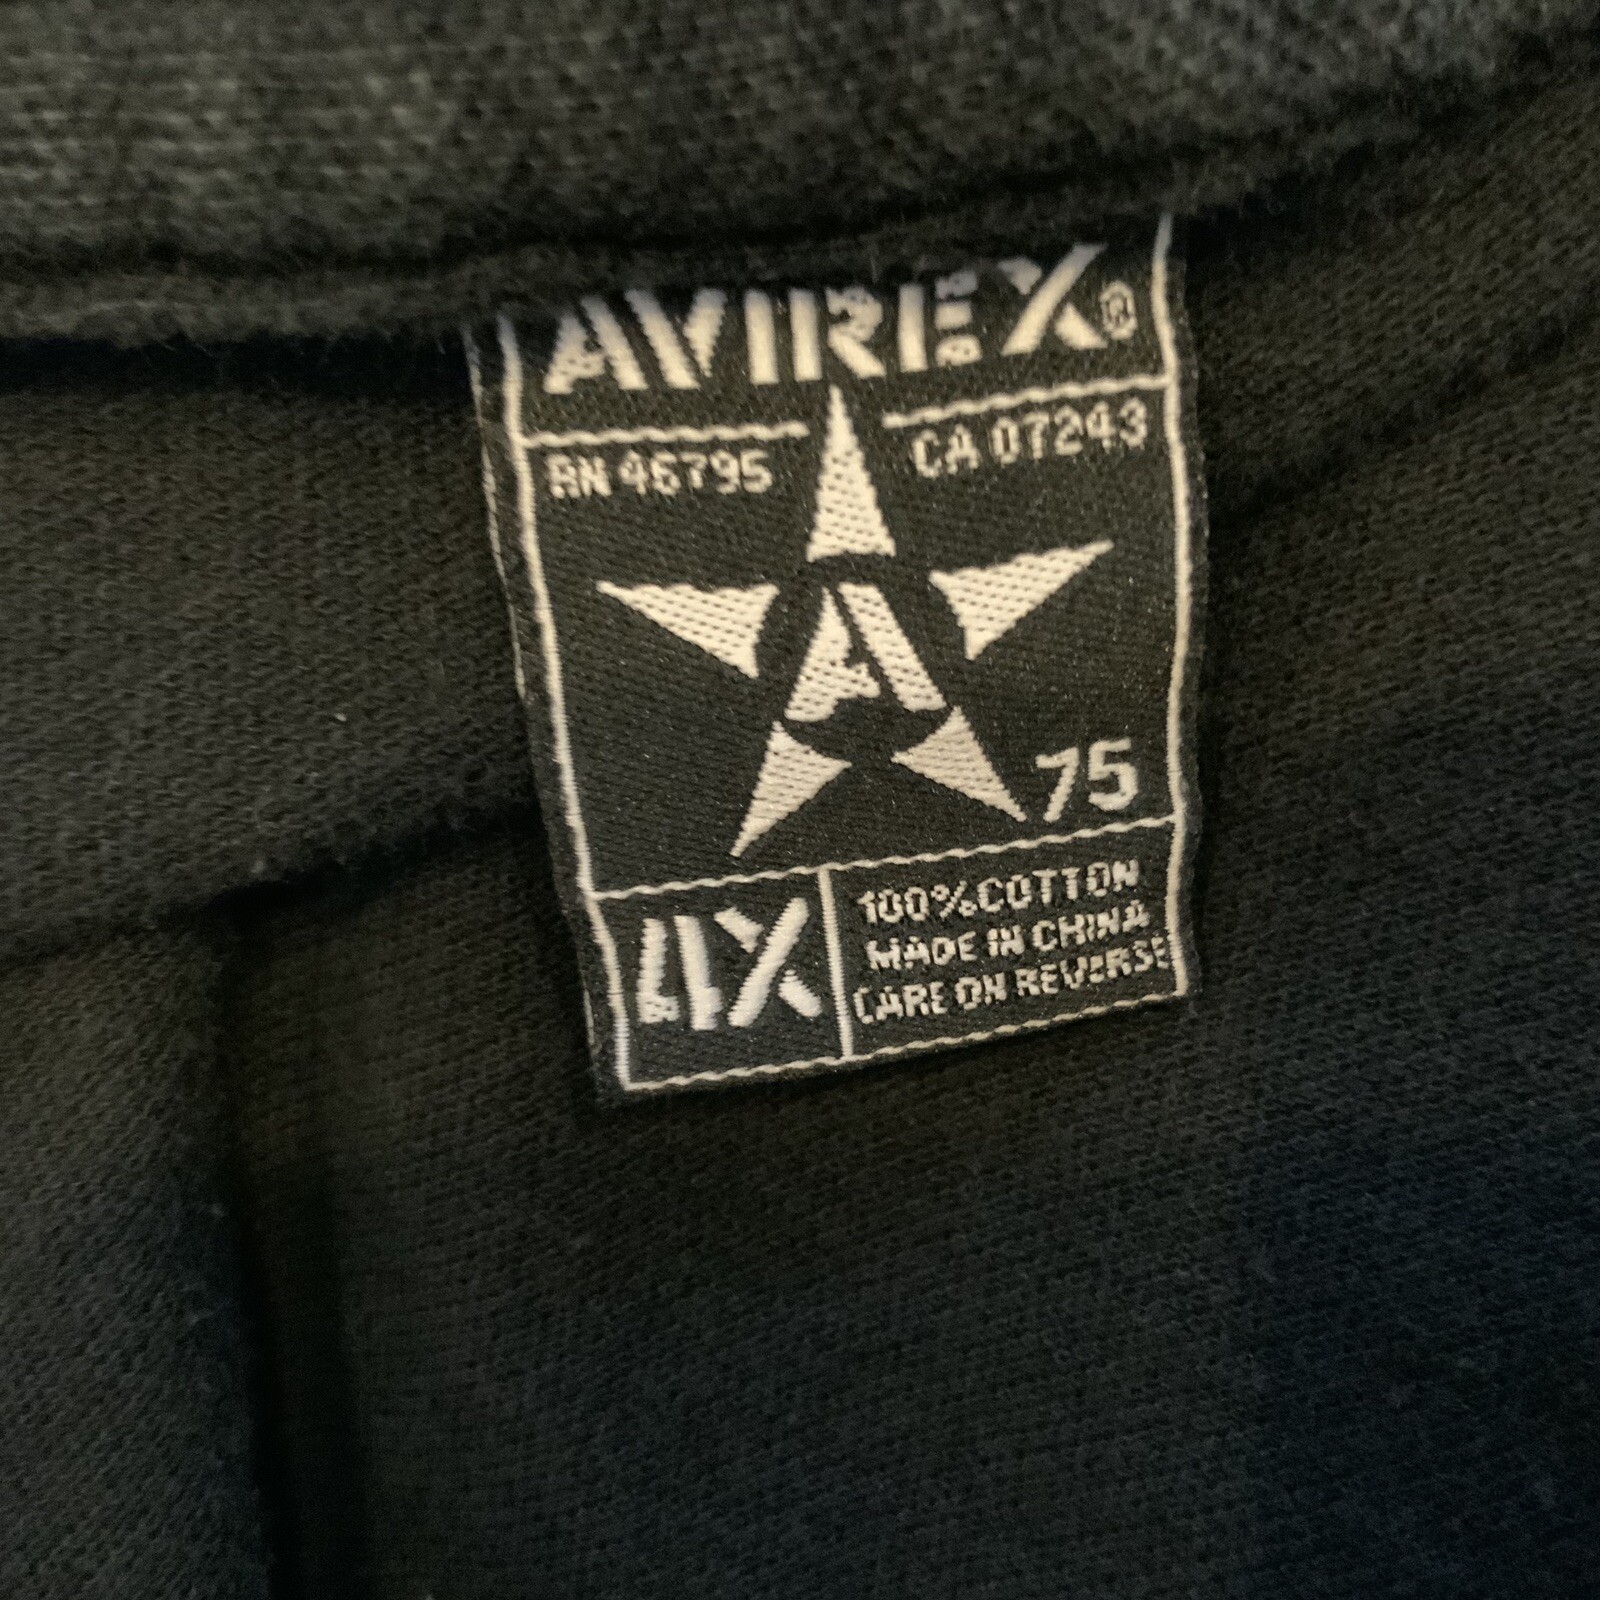 AVIREX®
RN 46795
CA 07243
A
75
4X
100% COTTON
MADE IN CHINA
CARE ON REVERSE